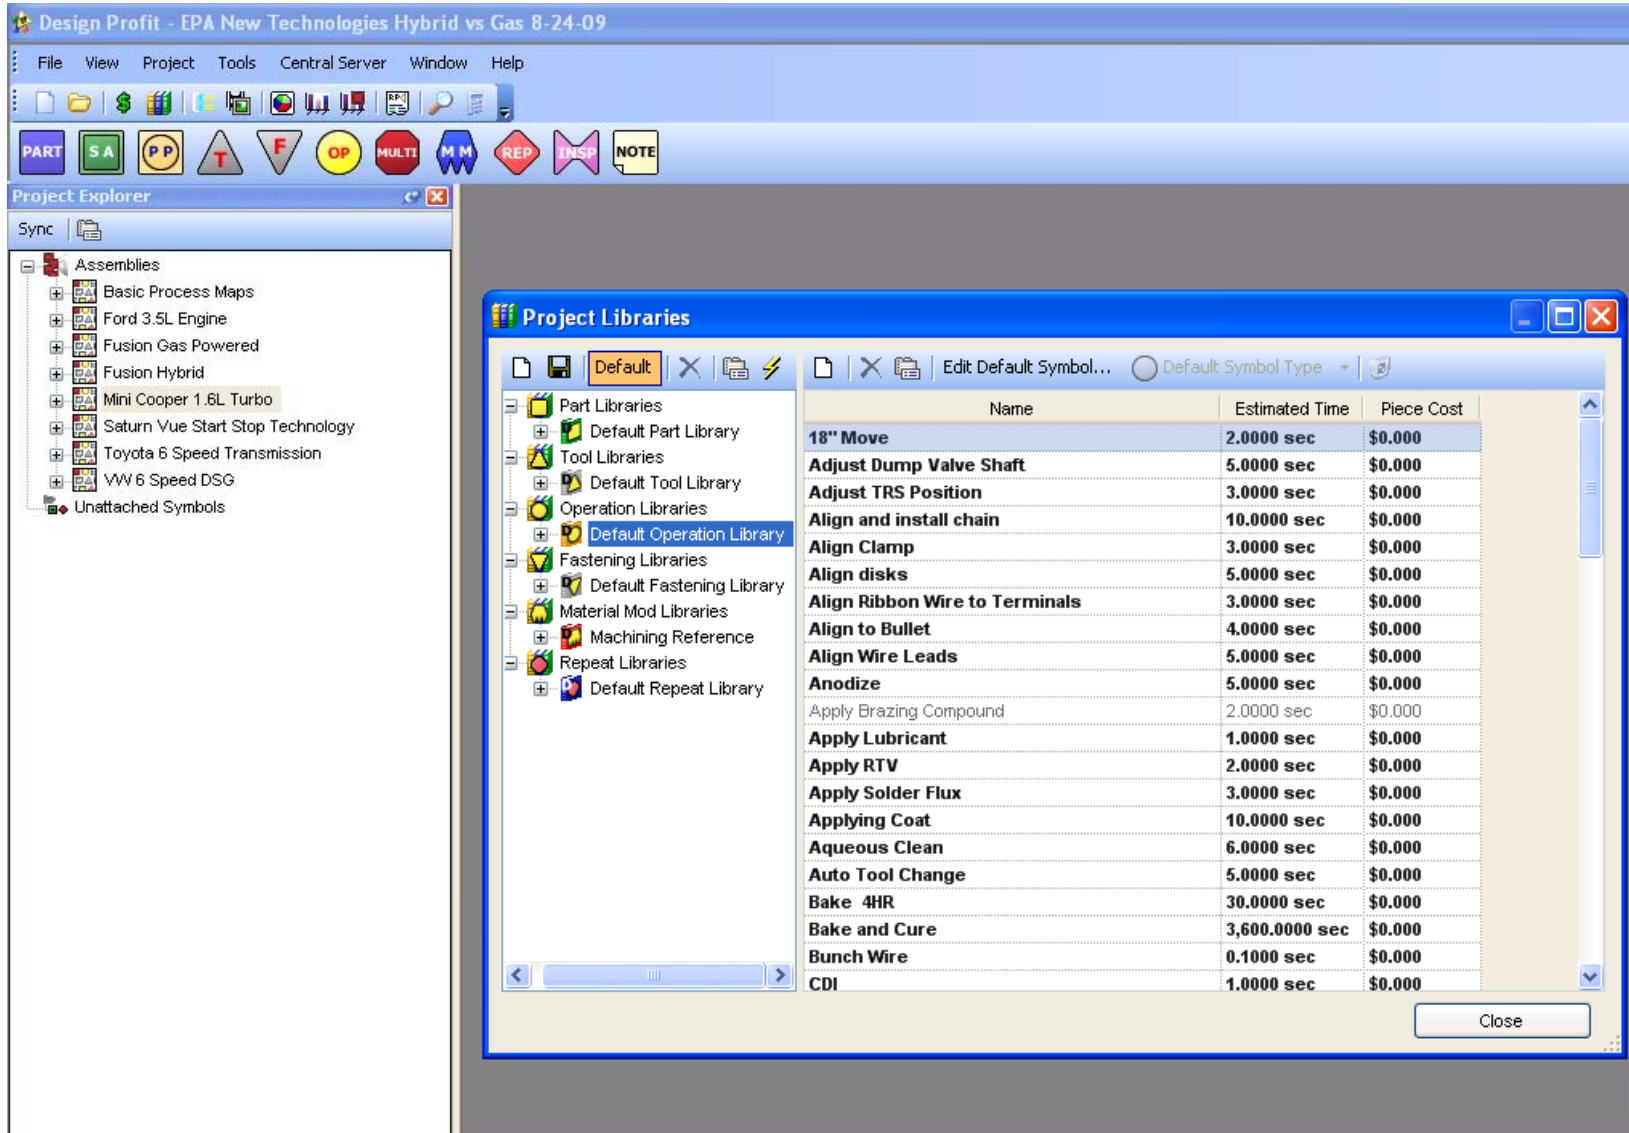 Design Profit - EPA New Technologies Hybrid vs Gas 8-24-09
File View Project Tools Central Server Window Help
PART SA PP T F OP MULTI MM REP INSP NOTE
Project Explorer
Sync
Assemblies
Basic Process Maps
Ford 3.5L Engine
Fusion Gas Powered
Fusion Hybrid
Mini Cooper 1.6L Turbo
Saturn Vue Start Stop Technology
Toyota 6 Speed Transmission
VW 6 Speed DSG
Unattached Symbols
Project Libraries
Default
Part Libraries
Default Part Library
Tool Libraries
Default Tool Library
Operation Libraries
Default Operation Library
Fastening Libraries
Default Fastening Library
Material Mod Libraries
Machining Reference
Repeat Libraries
Default Repeat Library
Edit Default Symbol... Default Symbol Type
Name Estimated Time Piece Cost
18" Move 2.0000 sec $0.000
Adjust Dump Valve Shaft 5.0000 sec $0.000
Adjust TRS Position 3.0000 sec $0.000
Align and install chain 10.0000 sec $0.000
Align Clamp 3.0000 sec $0.000
Align disks 5.0000 sec $0.000
Align Ribbon Wire to Terminals 3.0000 sec $0.000
Align to Bullet 4.0000 sec $0.000
Align Wire Leads 5.0000 sec $0.000
Anodize 5.0000 sec $0.000
Apply Brazing Compound 2.0000 sec $0.000
Apply Lubricant 1.0000 sec $0.000
Apply RTV 2.0000 sec $0.000
Apply Solder Flux 3.0000 sec $0.000
Applying Coat 10.0000 sec $0.000
Aqueous Clean 6.0000 sec $0.000
Auto Tool Change 5.0000 sec $0.000
Bake 4HR 30.0000 sec $0.000
Bake and Cure 3,600.0000 sec $0.000
Bunch Wire 0.1000 sec $0.000
CDI 1.0000 sec $0.000
Close